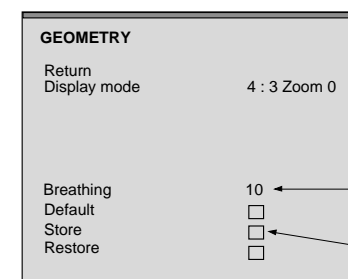 GEOMETRY
Return
Display mode 4 : 3 Zoom 0
Breathing 10
Default
Store
Restore